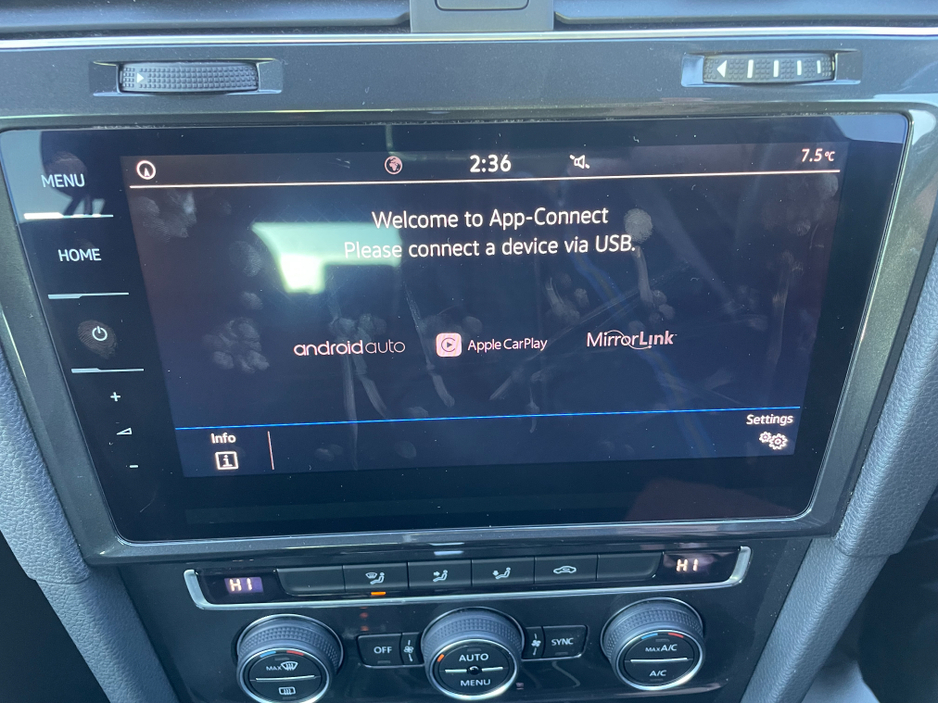 MENU
HOME
2:36
7.5°C
Welcome to App-Connect
Please connect a device via USB.
androidauto
Apple CarPlay
MirrorLink™
Info
i
Settings
+
-
HI
HI
MAX
OFF
AUTO
MENU
SYNC
MAX A/C
A/C